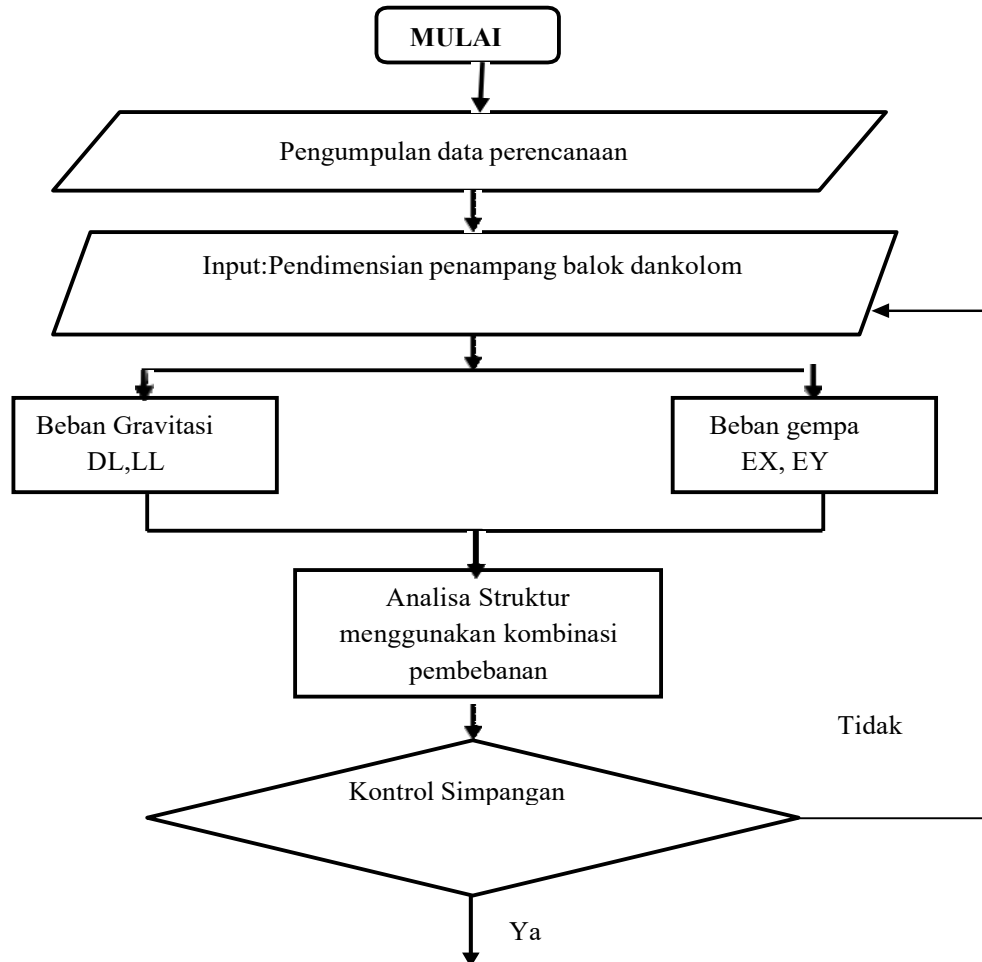 MULAI
Pengumpulan data perencanaan
Input:Pendimensian penampang balok dankolom
Beban Gravitasi
DL,LL
Beban gempa
EX, EY
Analisa Struktur
menggunakan kombinasi
pembebanan
Tidak
Kontrol Simpangan
Ya